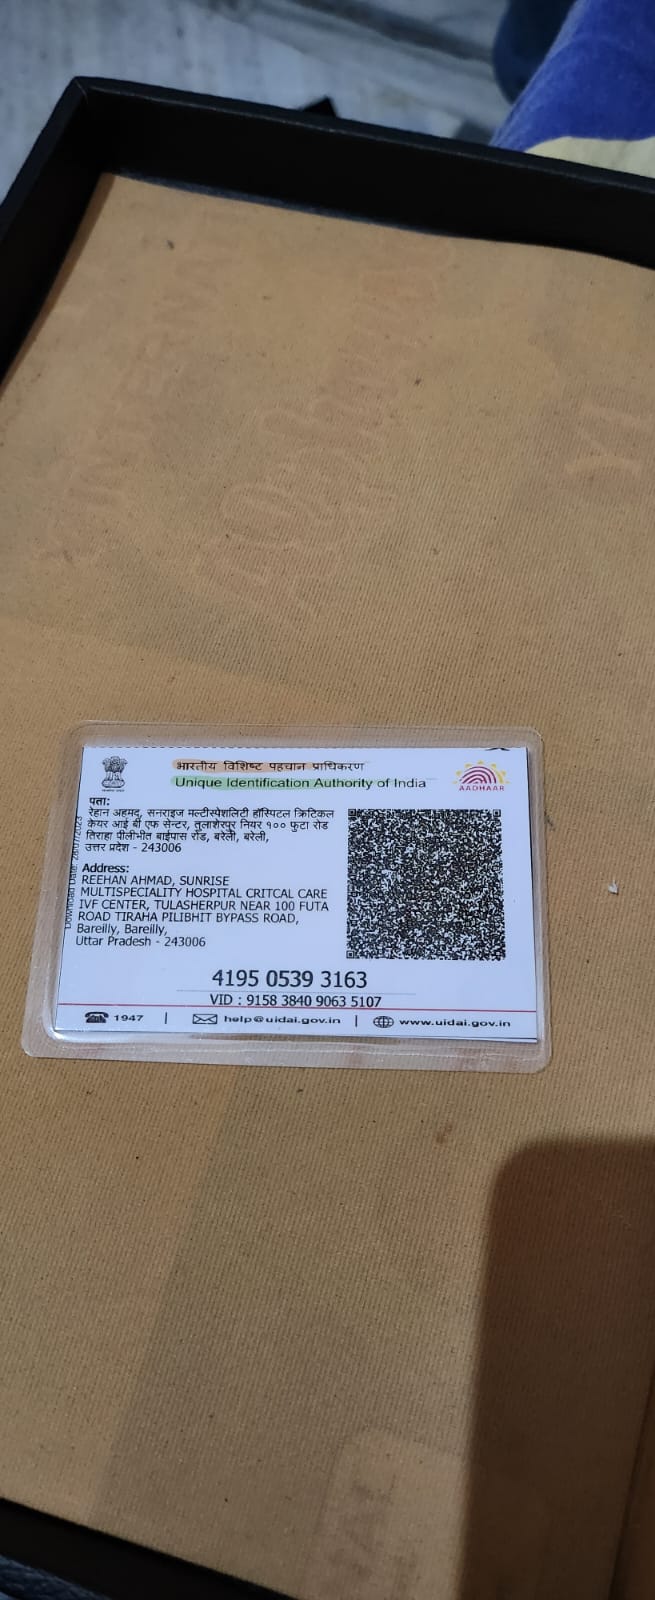 भारतीय विशिष्ट पहचान प्राधिकरण
Unique Identification Authority of India
AADHAAR
पता:
रेहान अहमद, सनराइज मल्टीस्पेशलिटी हॉस्पिटल क्रिटिकल
केयर आई बी एफ सेन्टर, तुलाशेरपुर नियर १०० फुटा रोड
तिराहा पीलीभीत बाईपास रोड, बरेली, बरेली,
उत्तर प्रदेश - 243006
Download Date: 28/07/2023
Address:
REEHAN AHMAD, SUNRISE
MULTISPECIALITY HOSPITAL CRITCAL CARE
IVF CENTER, TULASHERPUR NEAR 100 FUTA
ROAD TIRAHA PILIBHIT BYPASS ROAD,
Bareilly, Bareilly,
Uttar Pradesh - 243006
4195 0539 3163
VID : 9158 3840 9063 5107
1947 | help@uidai.gov.in | www.uidai.gov.in